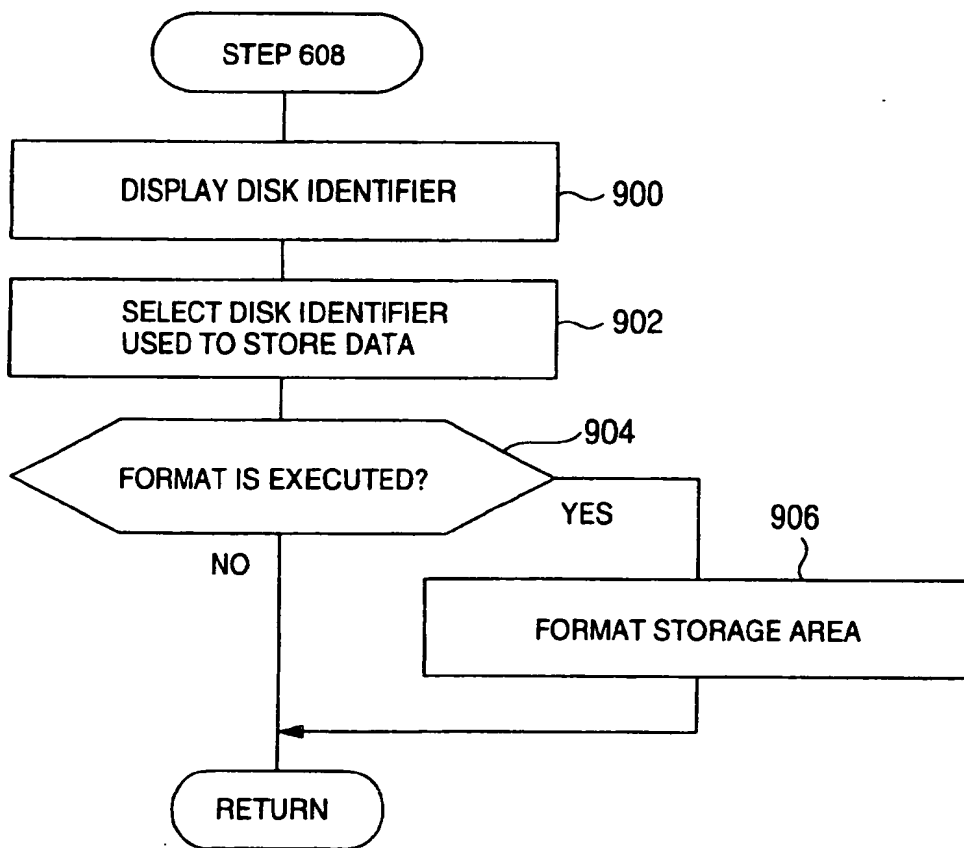 STEP 608
DISPLAY DISK IDENTIFIER
900
SELECT DISK IDENTIFIER
USED TO STORE DATA
902
904
FORMAT IS EXECUTED?
YES
NO
906
FORMAT STORAGE AREA
RETURN